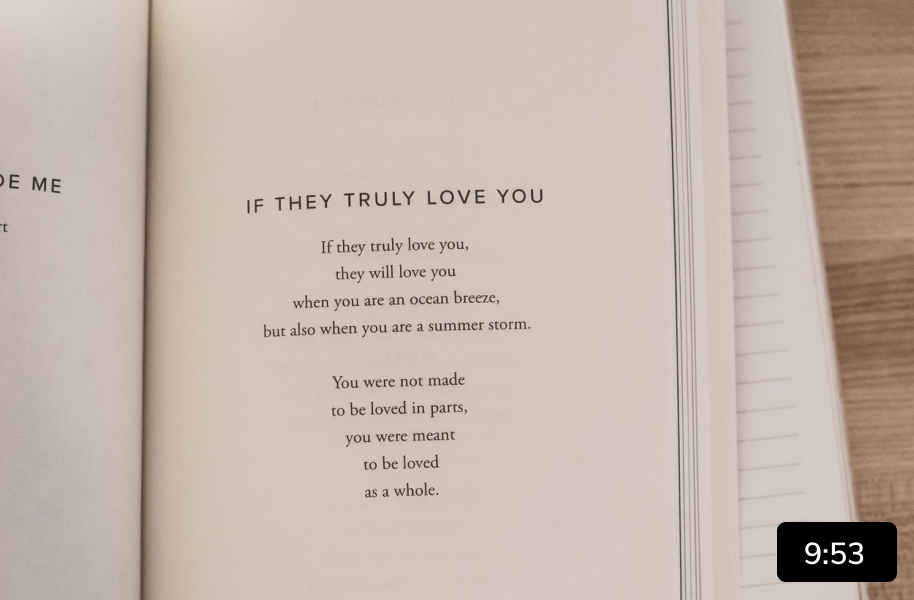 DE ME
rt
IF THEY TRULY LOVE YOU
If they truly love you,
they will love you
when you are an ocean breeze,
but also when you are a summer storm.
You were not made
to be loved in parts,
you were meant
to be loved
as a whole.
9:53